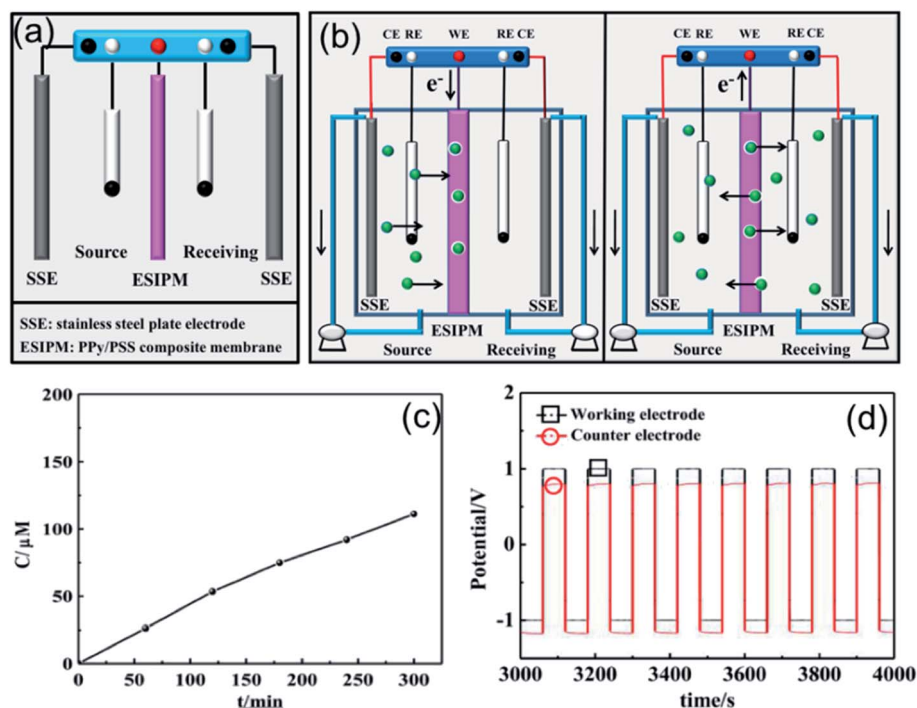 (a)
Source
Receiving
SSE
ESIPM
SSE
SSE: stainless steel plate electrode
ESIPM: PPy/PSS composite membrane
(b)
CE RE WE RE CE
e-
SSE
ESIPM
SSE
Source
Receiving
CE RE WE RE CE
e-
SSE
ESIPM
SSE
Source
Receiving
(c)
200
150
100
50
0
C/μM
0 50 100 150 200 250 300
t/min
(d)
Working electrode
Counter electrode
2
1
0
-1
Potential/V
3000 3200 3400 3600 3800 4000
time/s